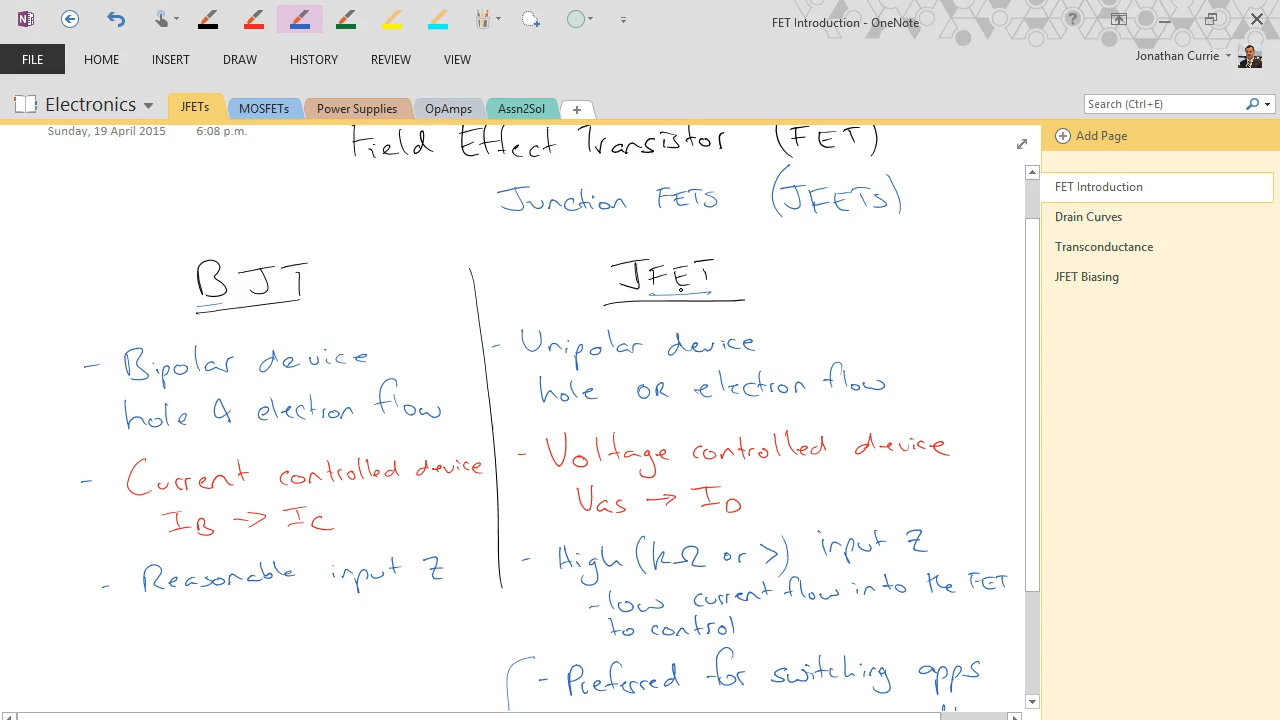 FET Introduction - OneNote
Jonathan Currie
FILE HOME INSERT DRAW HISTORY REVIEW VIEW
Electronics JFETs MOSFETs Power Supplies OpAmps Assn2Sol
Search (Ctrl+E)
Sunday, 19 April 2015 6:08 p.m.
Add Page
FET Introduction
Drain Curves
Transconductance
JFET Biasing
Field Effect Transistor (FET)
Junction FETS (JFETS)
BJT
- Bipolar device
hole & electron flow
- Current controlled device
IB -> IC
- Reasonable input Z
JFET
- Unipolar device
hole OR electron flow
- Voltage controlled device
VGS → ID
- High (kΩ or >) input Z
- low current flow into the FET
to control
- Preferred for switching apps